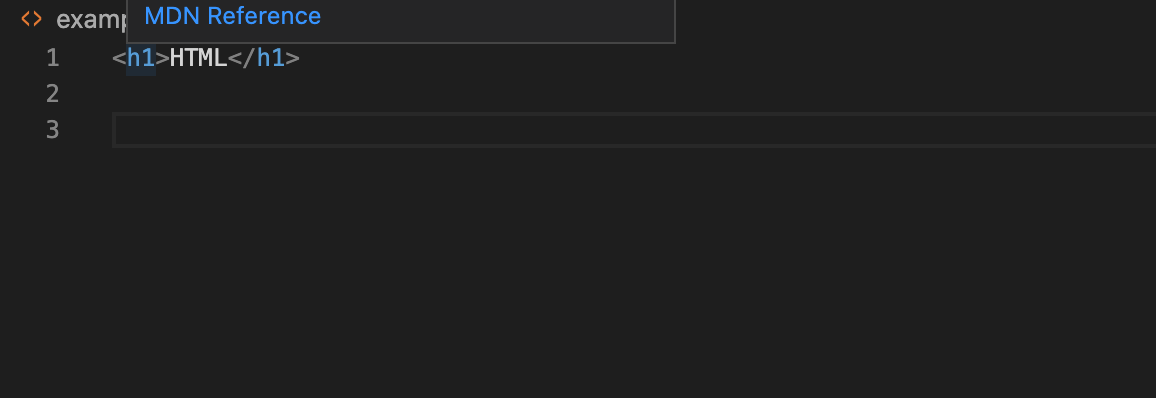 MDN Reference
examp
1 <h1>HTML</h1>
2
3